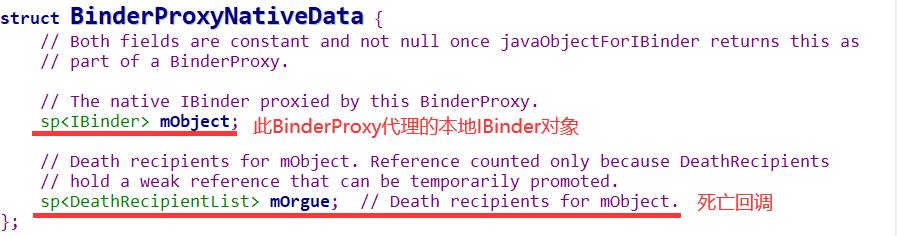 struct BinderProxyNativeData {
// Both fields are constant and not null once javaObjectForIBinder returns this as
// part of a BinderProxy.
// The native IBinder proxied by this BinderProxy.
sp<IBinder> mObject; 此BinderProxy代理的本地IBinder对象
// Death recipients for mObject. Reference counted only because DeathRecipients
// hold a weak reference that can be temporarily promoted.
sp<DeathRecipientList> mOrgue;  // Death recipients for mObject. 死亡回调
};